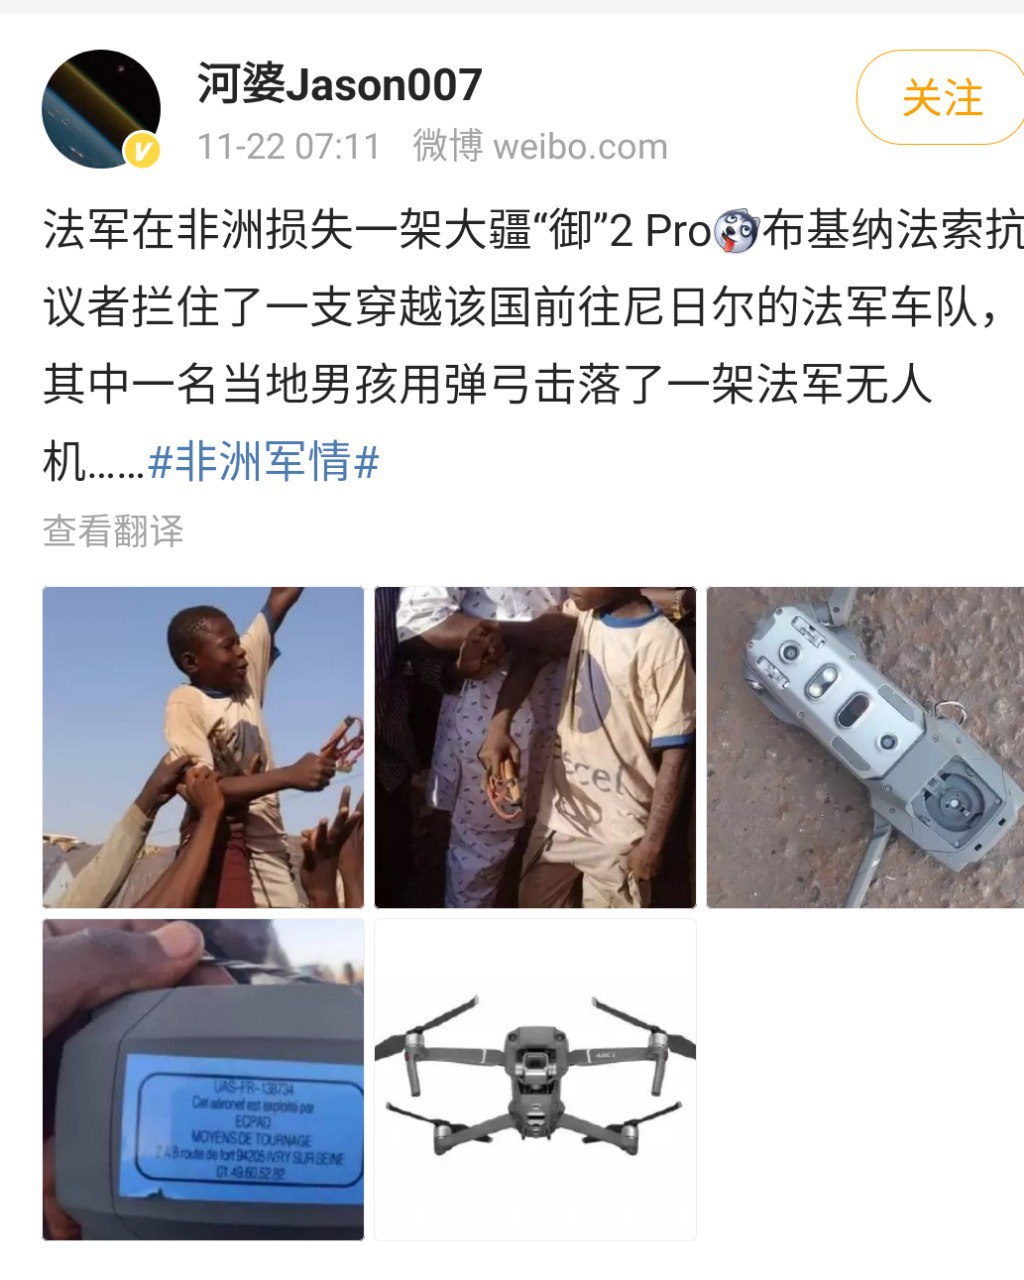 河婆Jason007
关注
11-22 07:11 微博 weibo.com
法军在非洲损失一架大疆“御”2 Pro布基纳法索抗
议者拦住了一支穿越该国前往尼日尔的法军车队，
其中一名当地男孩用弹弓击落了一架法军无人
机……#非洲军情#
查看翻译
UAS-FR-138734
Cet aéronef est exploité par
ECPAD
MOYENS DE TOURNAGE
2 à 8 route de fort 94205 IVRY SUR SEINE
01.49.60.52.82